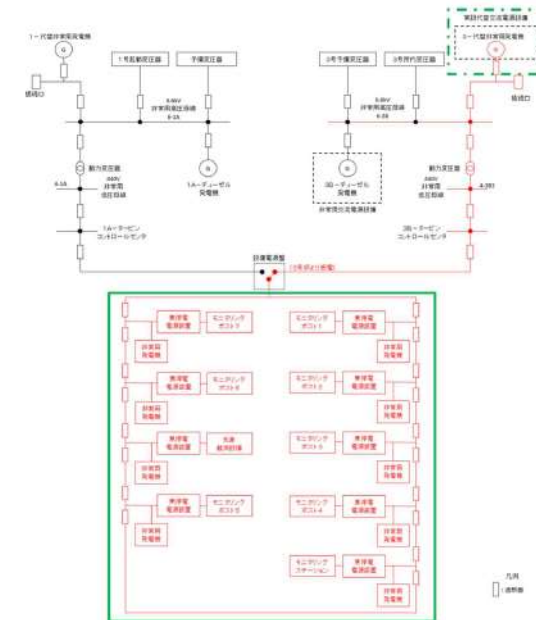 常設代替交流電源設備
1-代替非常用発電機
3-代替非常用発電機
G
G
1号起動変圧器
予備変圧器
3号予備変圧器
3号所内変圧器
接続口
接続口
6.6kV
非常用高圧母線
6-1A
6.6kV
非常用高圧母線
6-3B
動力変圧器
動力変圧器
G
G
4-1A
440V
非常用
低圧母線
1A-ディーゼル
発電機
3B-ディーゼル
発電機
440V
非常用
低圧母線
非常用交流電源設備
1A-タービン
コントロールセンタ
3B-タービン
コントロールセンタ
(3号炉より受電)
無停電
電源装置
モニタリング
ポスト7
モニタリング
ポスト1
無停電
電源装置
非常用
発電機
非常用
発電機
無停電
電源装置
モニタリング
ポスト6
モニタリング
ポスト2
無停電
電源装置
非常用
発電機
非常用
発電機
無停電
電源装置
モニタリング
ポスト3
無停電
電源装置
非常用
発電機
非常用
発電機
無停電
電源装置
モニタリング
ポスト5
モニタリング
ポスト4
無停電
電源装置
非常用
発電機
非常用
発電機
モニタリング
ステーション
無停電
電源装置
非常用
発電機
凡例
:遮断器